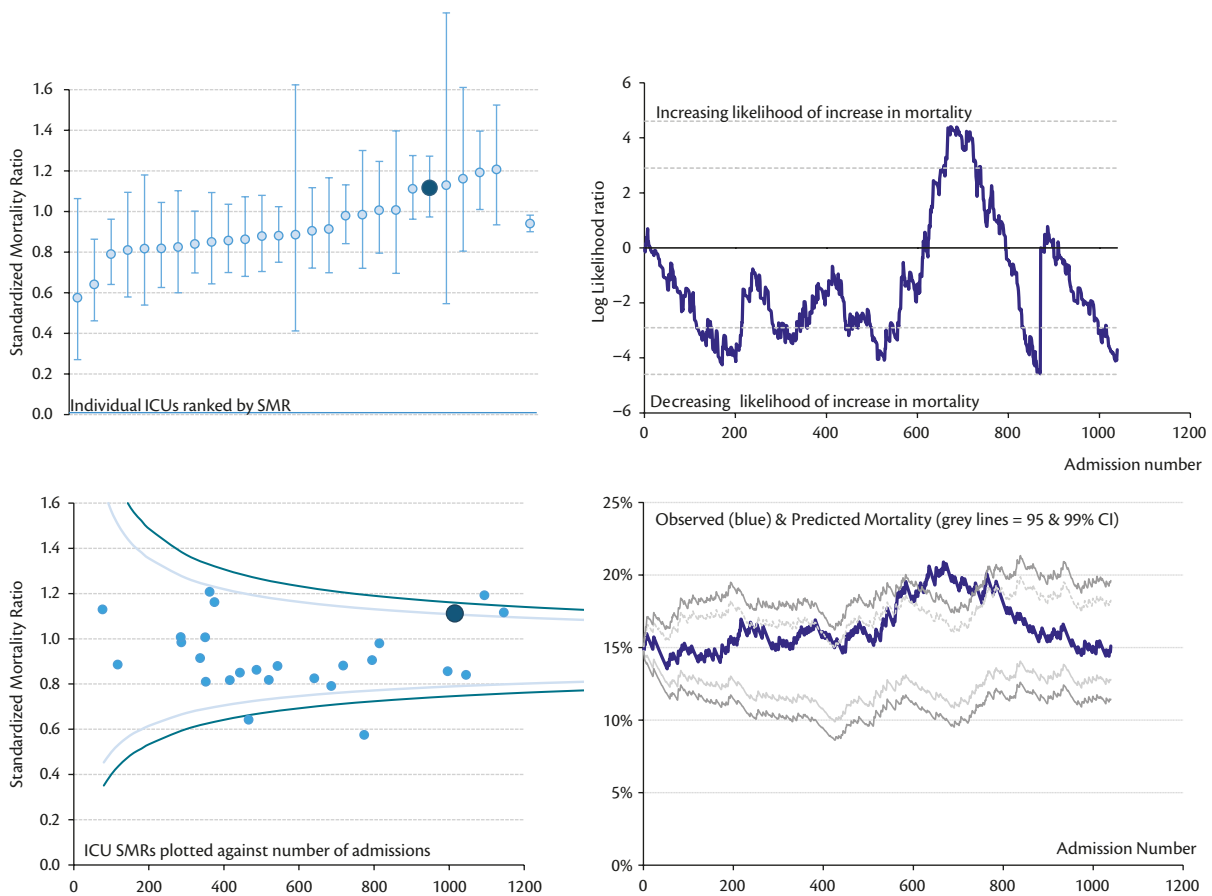 1.6
1.4
1.2
1.0
0.8
0.6
0.4
0.2
0.0
Standardized Mortality Ratio
Individual ICUs ranked by SMR
6
4
2
0
−2
−4
−6
Log Likelihood ratio
Increasing likelihood of increase in mortality
Decreasing likelihood of increase in mortality
0 200 400 600 800 1000 1200
Admission number
1.6
1.4
1.2
1.0
0.8
0.6
0.4
0.2
0.0
Standardized Mortality Ratio
ICU SMRs plotted against number of admissions
0 200 400 600 800 1000 1200
25%
20%
15%
10%
5%
0%
Observed (blue) & Predicted Mortality (grey lines = 95 & 99% CI)
Admission Number
0 200 400 600 800 1000 1200